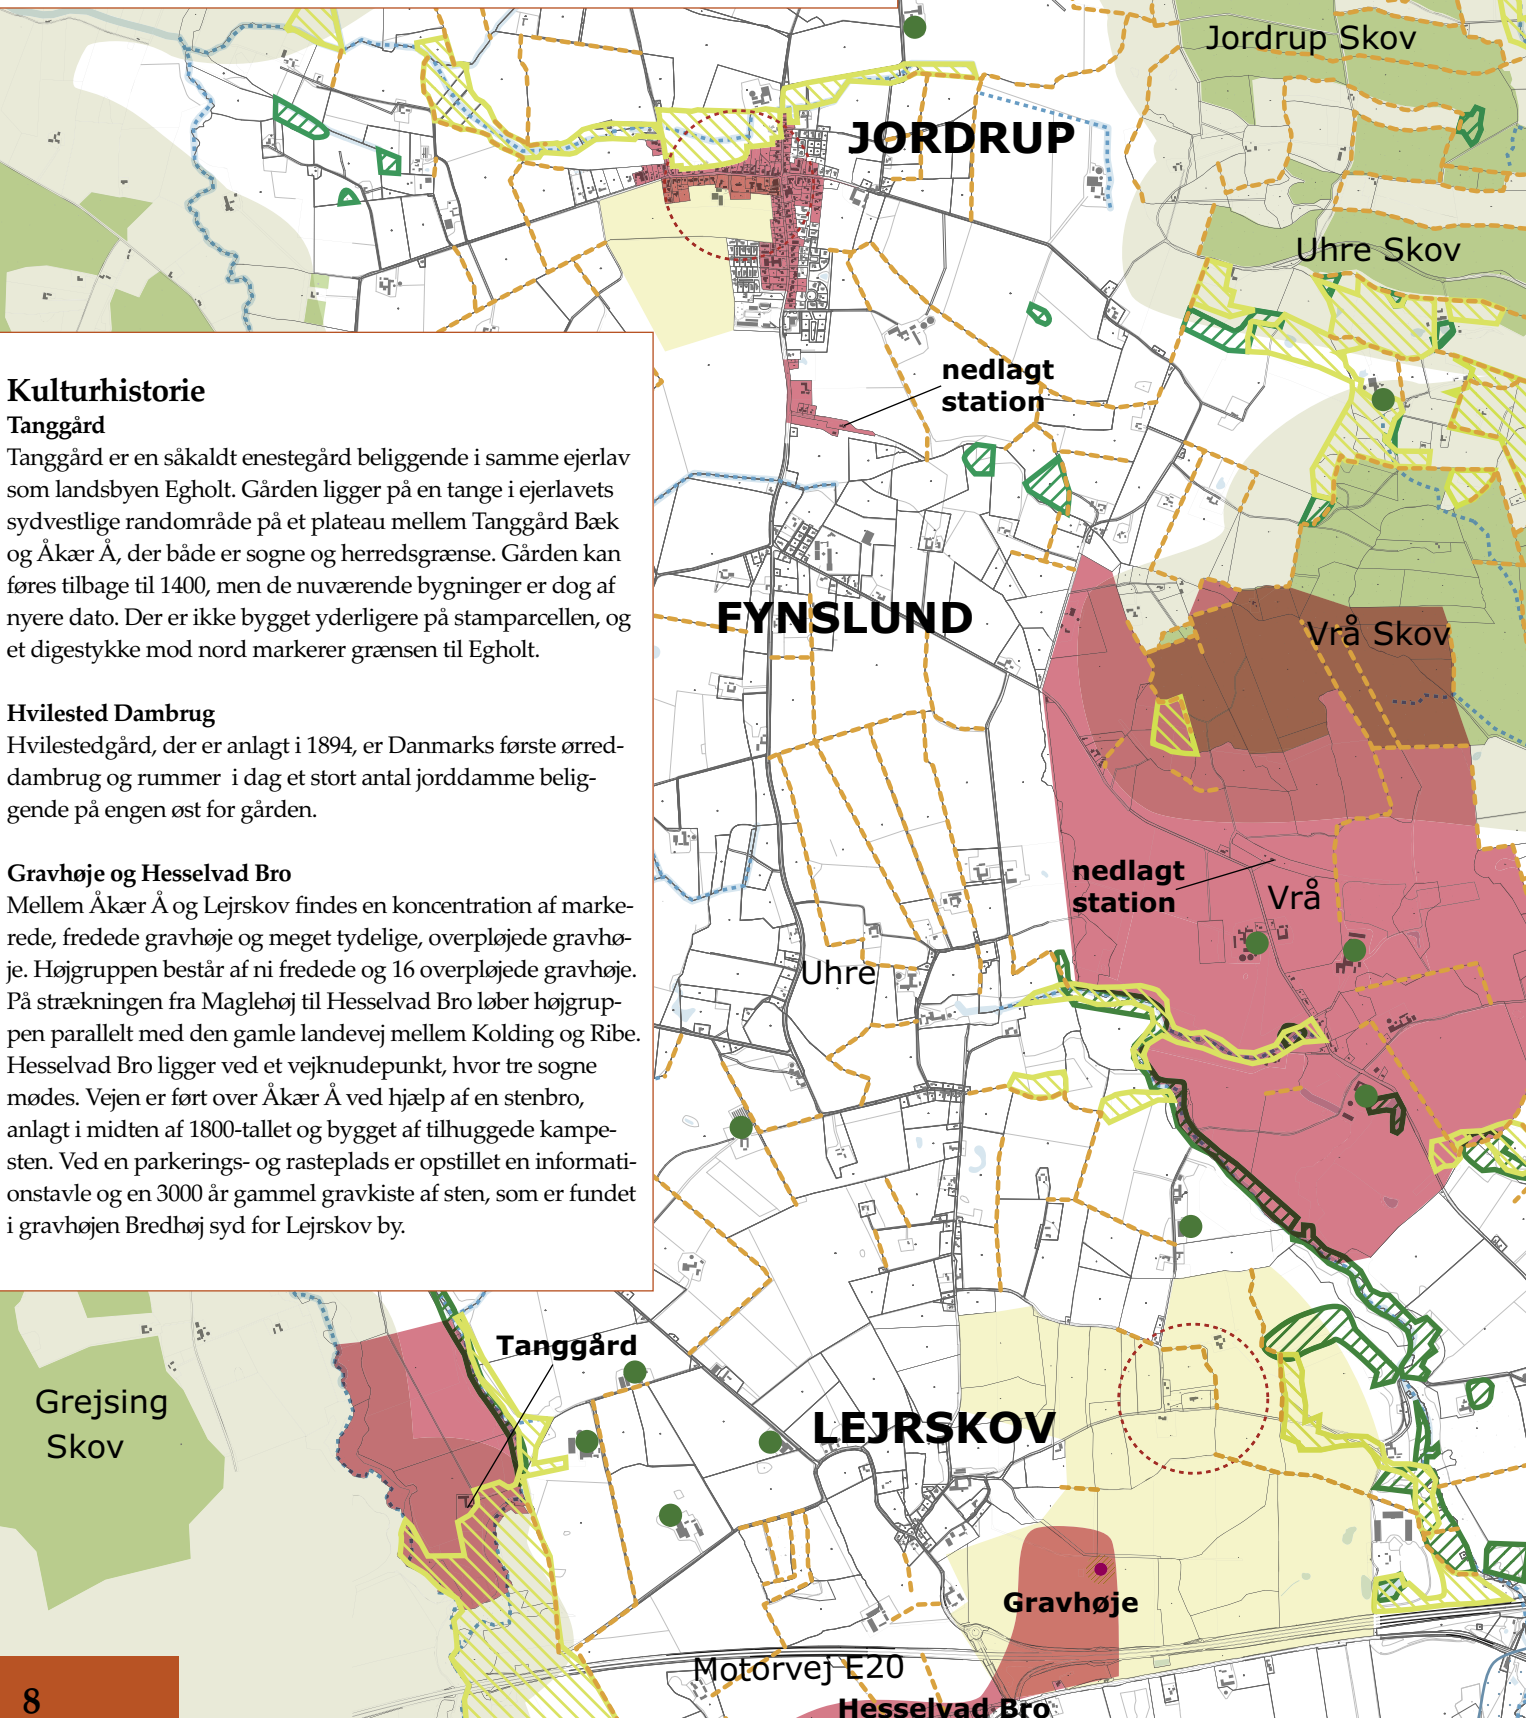 Jordrup Skov
JORDRUP
Uhre Skov
nedlagt
station
Kulturhistorie
Tanggård
Tanggård er en såkaldt enestegård beliggende i samme ejerlav
som landsbyen Egholt. Gården ligger på en tange i ejerlavets
sydvestlige randområde på et plateau mellem Tanggård Bæk
og Åkær Å, der både er sogne og herredsgrænse. Gården kan
føres tilbage til 1400, men de nuværende bygninger er dog af
nyere dato. Der er ikke bygget yderligere på stamparcellen, og
et digestykke mod nord markerer grænsen til Egholt.
Hvilested Dambrug
Hvilestedgård, der er anlagt i 1894, er Danmarks første ørred-
dambrug og rummer  i dag et stort antal jorddamme belig-
gende på engen øst for gården.
Gravhøje og Hesselvad Bro
Mellem Åkær Å og Lejrskov findes en koncentration af marke-
rede, fredede gravhøje og meget tydelige, overpløjede gravhø-
je. Højgruppen består af ni fredede og 16 overpløjede gravhøje.
På strækningen fra Maglehøj til Hesselvad Bro løber højgrup-
pen parallelt med den gamle landevej mellem Kolding og Ribe.
Hesselvad Bro ligger ved et vejknudepunkt, hvor tre sogne
mødes. Vejen er ført over Åkær Å ved hjælp af en stenbro,
anlagt i midten af 1800-tallet og bygget af tilhuggede kampe-
sten. Ved en parkerings- og rasteplads er opstillet en informati-
onstavle og en 3000 år gammel gravkiste af sten, som er fundet
i gravhøjen Bredhøj syd for Lejrskov by.
FYNSLUND
Vrå Skov
nedlagt
station
Vrå
Uhre
Tanggård
Grejsing
Skov
LEJRSKOV
Gravhøje
Motorvej E20
Hesselvad Bro
8